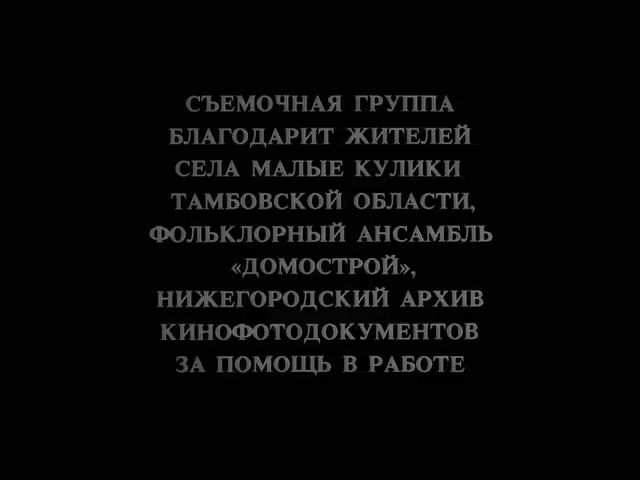 СЪЕМОЧНАЯ ГРУППА
БЛАГОДАРИТ ЖИТЕЛЕЙ
СЕЛА МАЛЫЕ КУЛИКИ
ТАМБОВСКОЙ ОБЛАСТИ,
ФОЛЬКЛОРНЫЙ АНСАМБЛЬ
«ДОМОСТРОЙ»,
НИЖЕГОРОДСКИЙ АРХИВ
КИНОФОТОДОКУМЕНТОВ
ЗА ПОМОЩЬ В РАБОТЕ